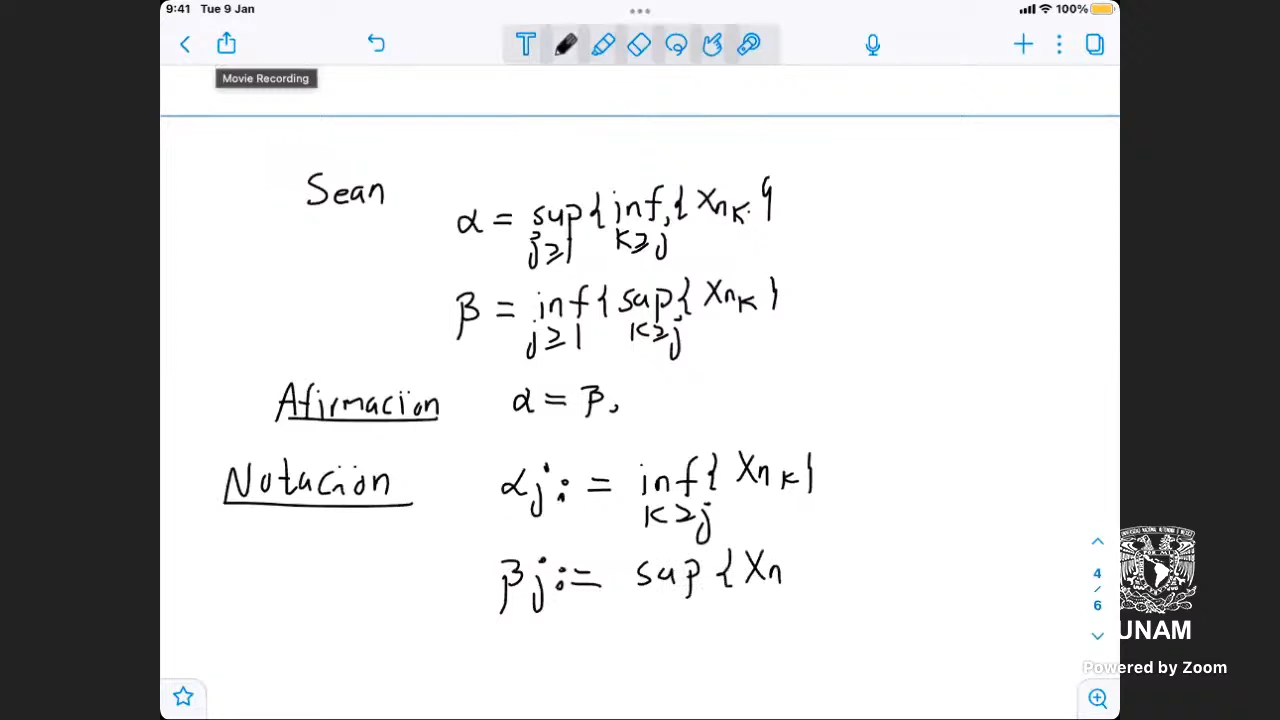 9:41 Tue 9 Jan 100%
Movie Recording
Sean
α = sup{ inf{ Xnₖ }
j≥1 k≥j
β = inf{ sup{ Xnₖ }
j≥1 k≥j
Afirmación α = β,
Notación αj := inf{ Xnₖ }
k≥j
βj := sup { Xn
4
6
UNAM
Powered by Zoom